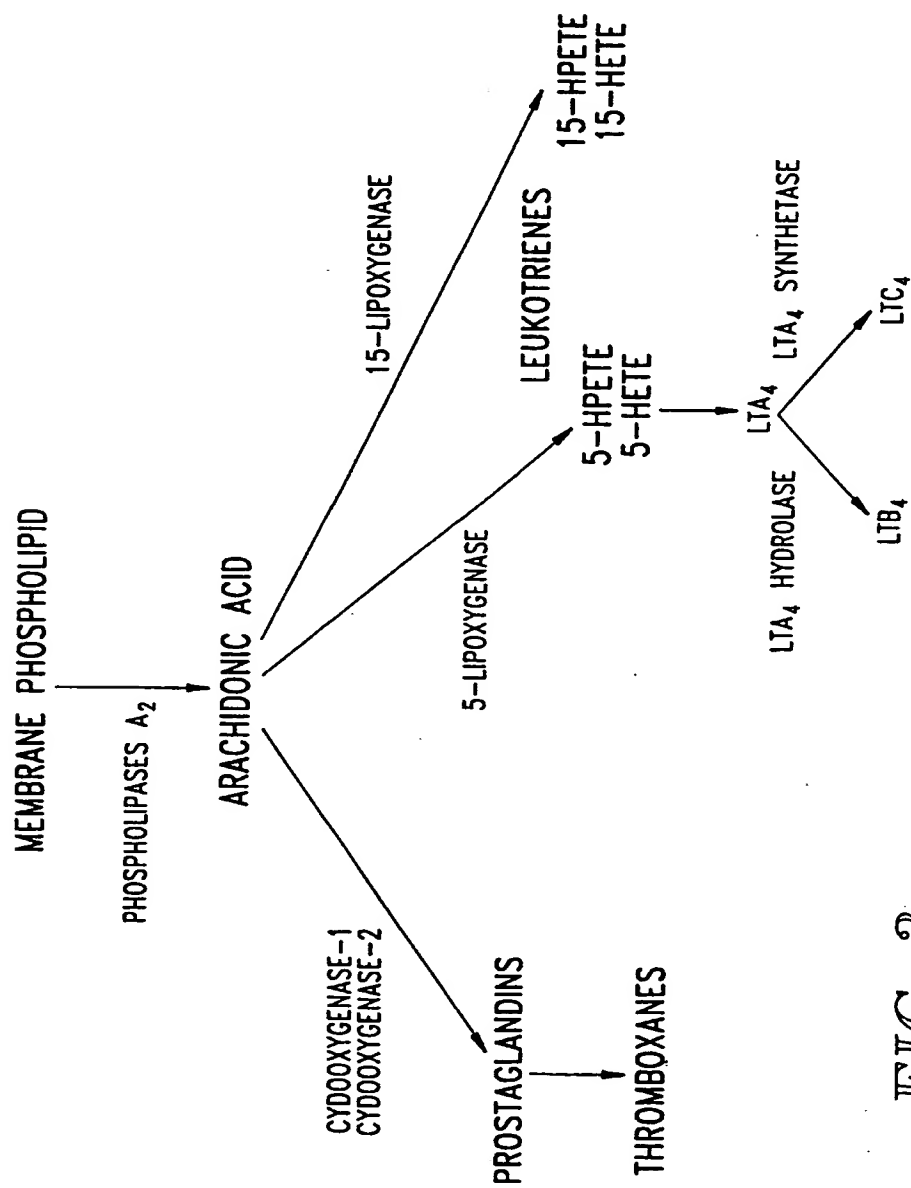 MEMBRANE PHOSPHOLIPID
PHOSPHOLIPASES A₂
ARACHIDONIC ACID
CYDOOXYGENASE-1
CYDOOXYGENASE-2
5-LIPOXYGENASE
15-LIPOXYGENASE
PROSTAGLANDINS
THROMBOXANES
LEUKOTRIENES
5-HPETE
5-HETE
15-HPETE
15-HETE
LTA₄
LTA₄ HYDROLASE
LTA₄ SYNTHETASE
LTB₄
LTC₄